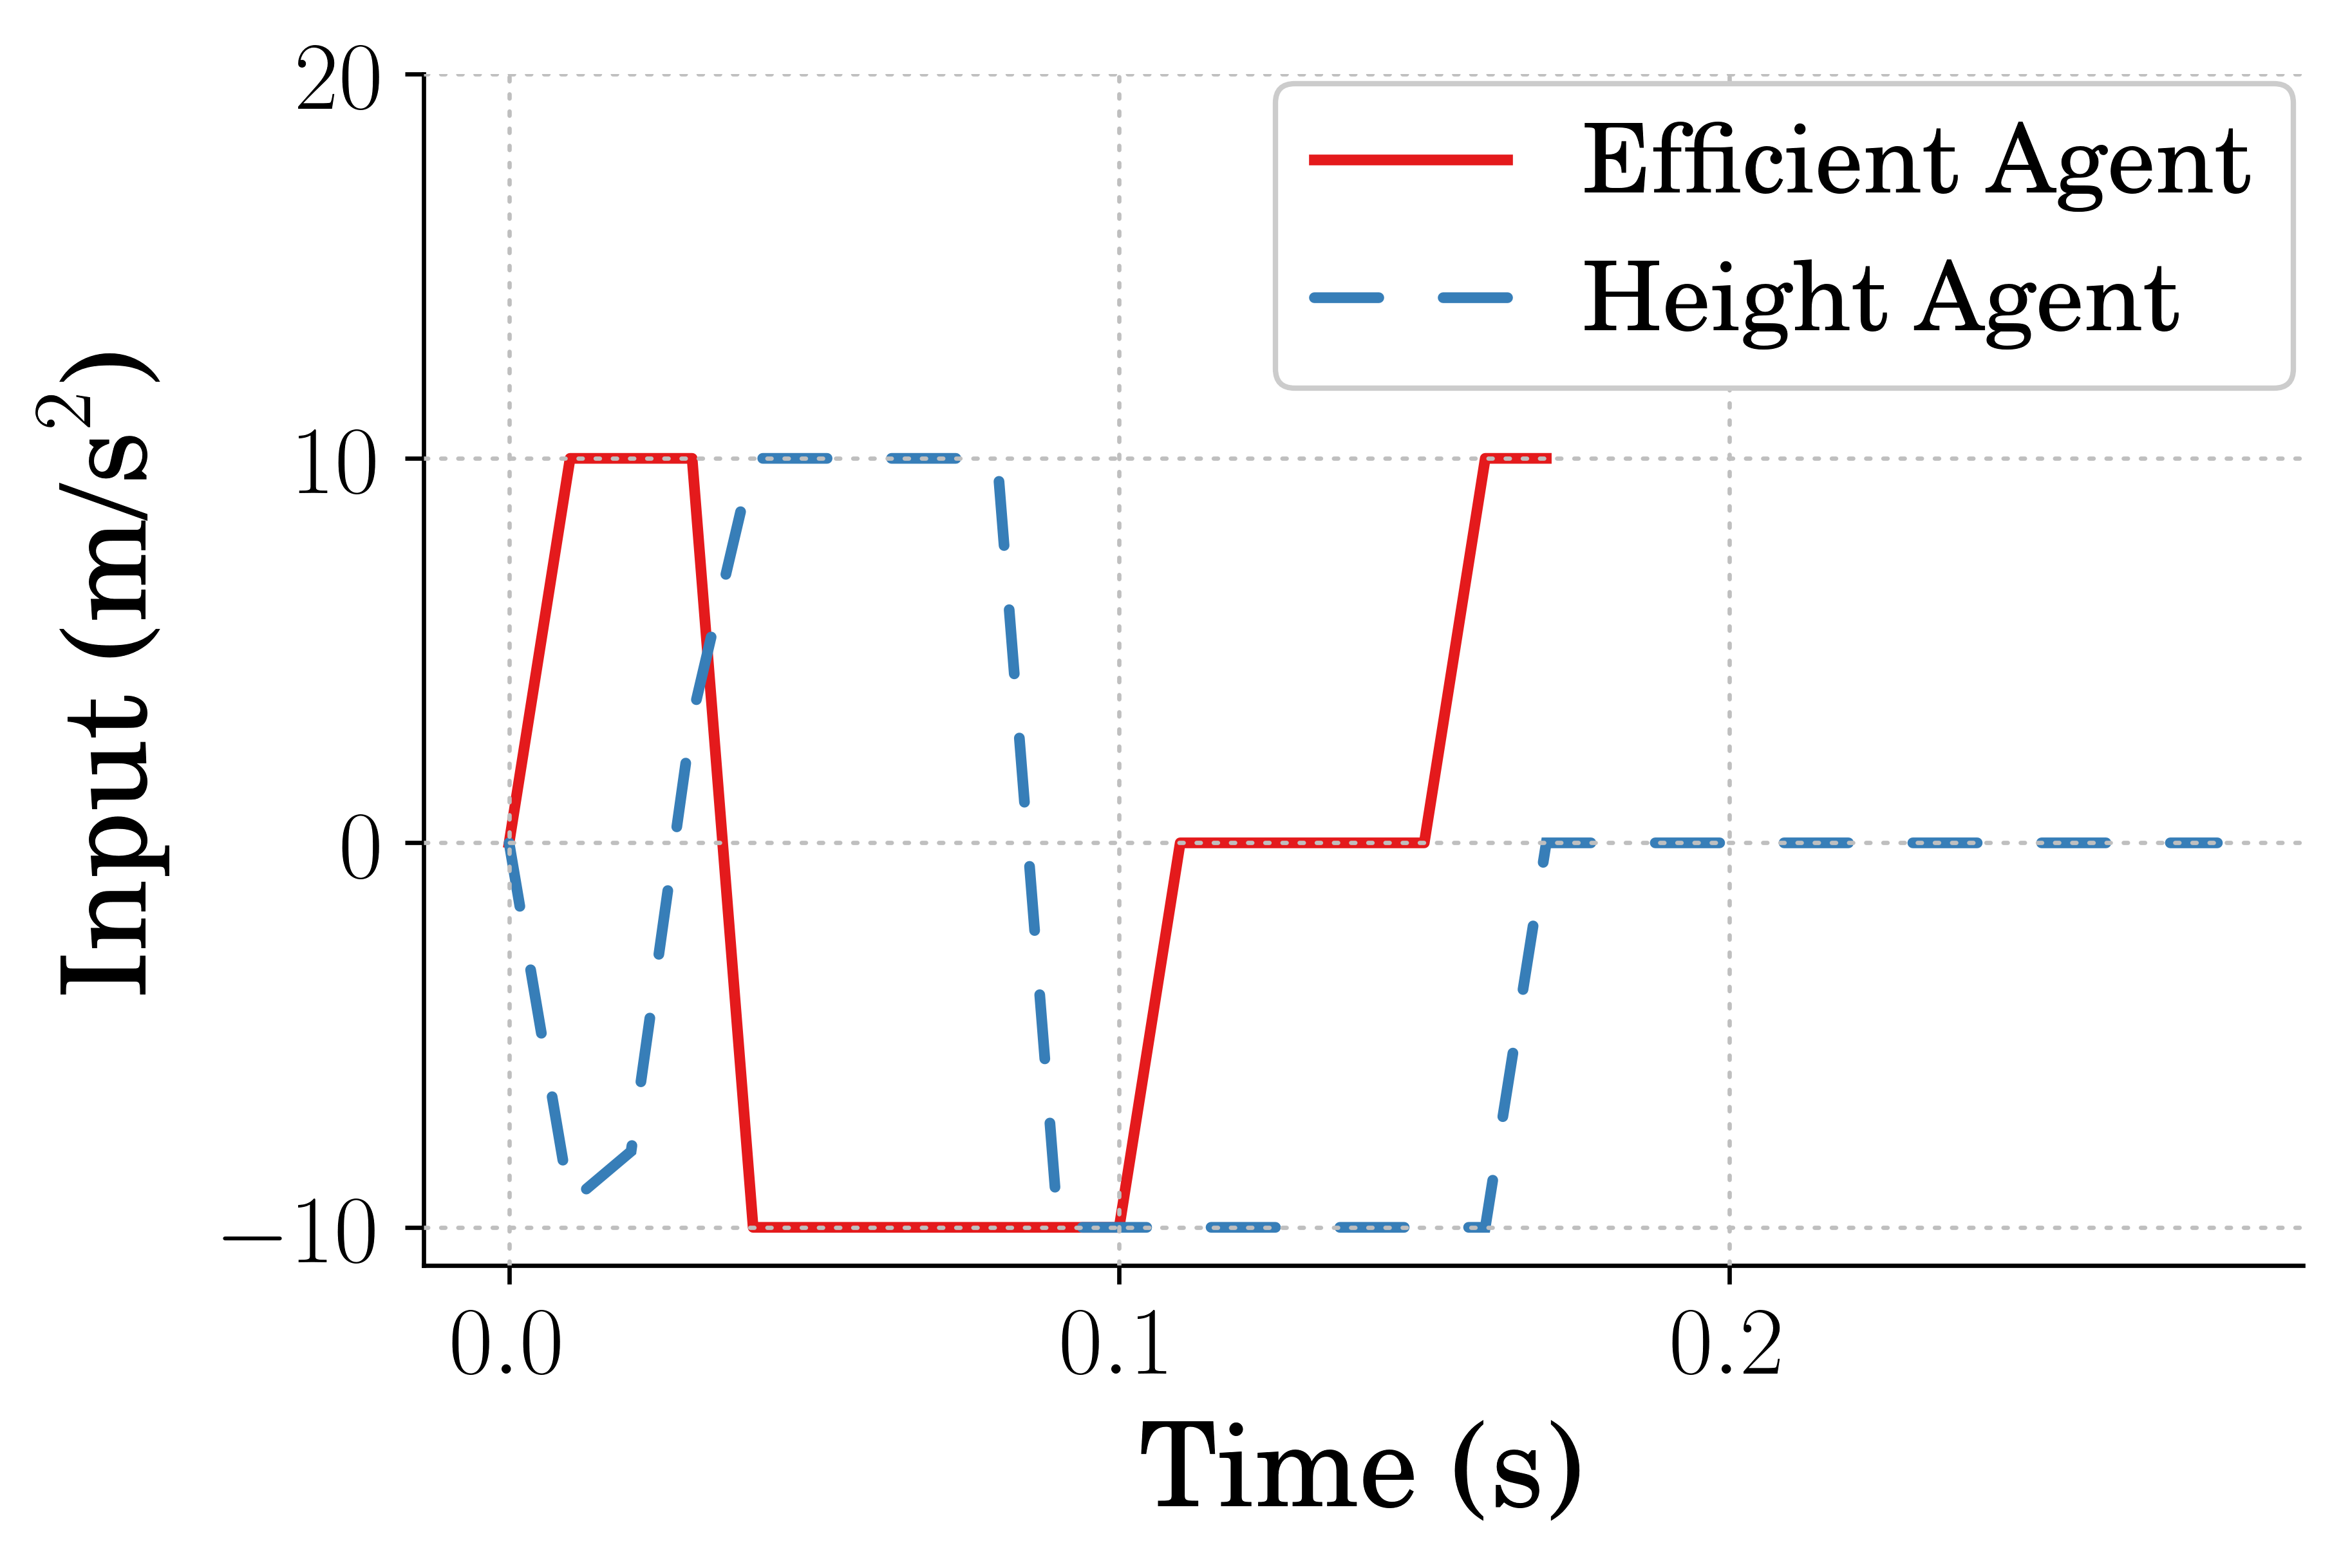 20
10
0
−10
Input (m/s²)
Efficient Agent
Height Agent
0.0 0.1 0.2
Time (s)